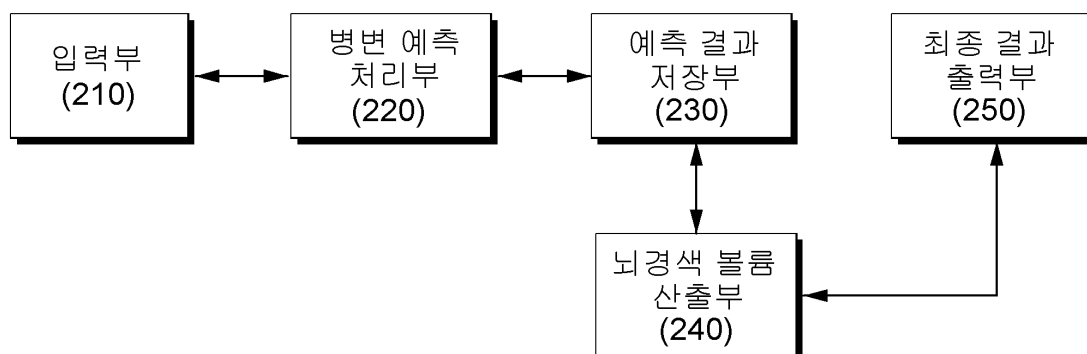 입력부
(210)
병변 예측
처리부
(220)
예측 결과
저장부
(230)
최종 결과
출력부
(250)
뇌경색 볼륨
산출부
(240)